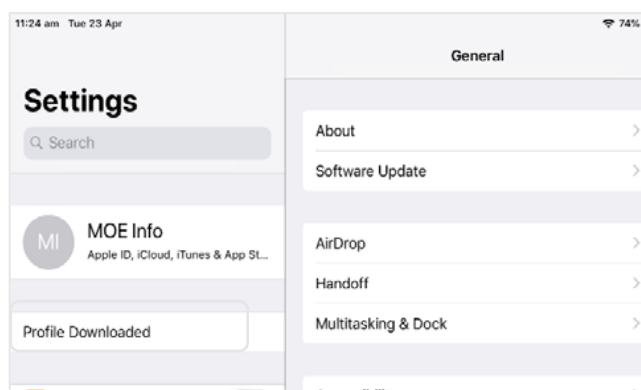 11:24 am Tue 23 Apr
74%
Settings
Search
MI
MOE Info
Apple ID, iCloud, iTunes & App St...
Profile Downloaded
General
About
Software Update
AirDrop
Handoff
Multitasking & Dock